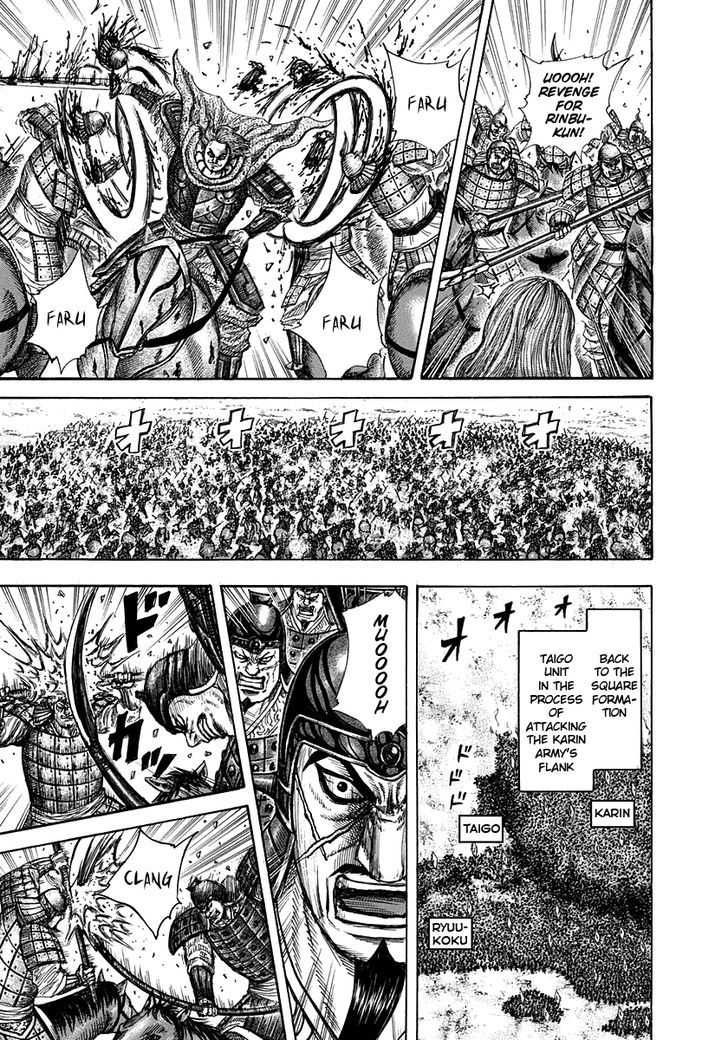 UOOOH!
REVENGE
FOR
RINBU-
KUN!
FARU
FARU
FARU
オ
オ
オ
オ
オ
オ
オ
BACK
TO THE
SQUARE
FORMA-
TION
TAIGO
UNIT
IN THE
PROCESS
OF
ATTACKING
THE KARIN
ARMY'S
FLANK
ドドド
KARIN
TAIGO
RYUU-
KOKU
MUOOOOH
ドカ
CLANG